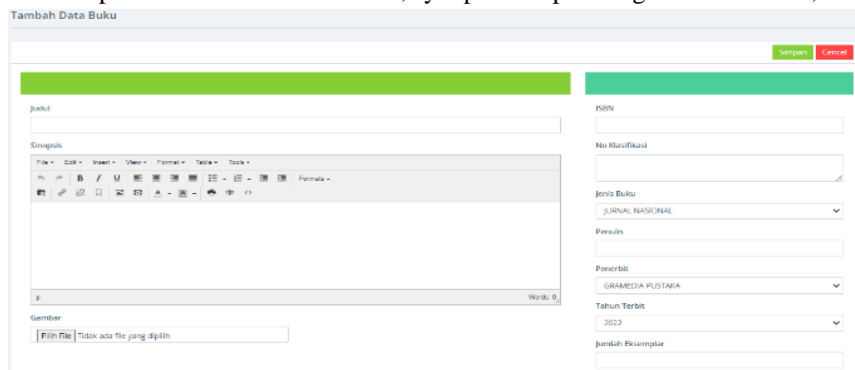 Tambah Data Buku
Simpan Cencel
Judul
Sinopsis
File Edit Insert View Format Table Tools
B I U Formats
A A
p Words: 0
Gambar
Pilih File Tidak ada file yang dipilih
ISBN
No Klasifikasi
Jenis Buku
JURNAL NASIONAL
Penulis
Penerbit
GRAMEDIA PUSTAKA
Tahun Terbit
2022
Jumlah Eksemplar